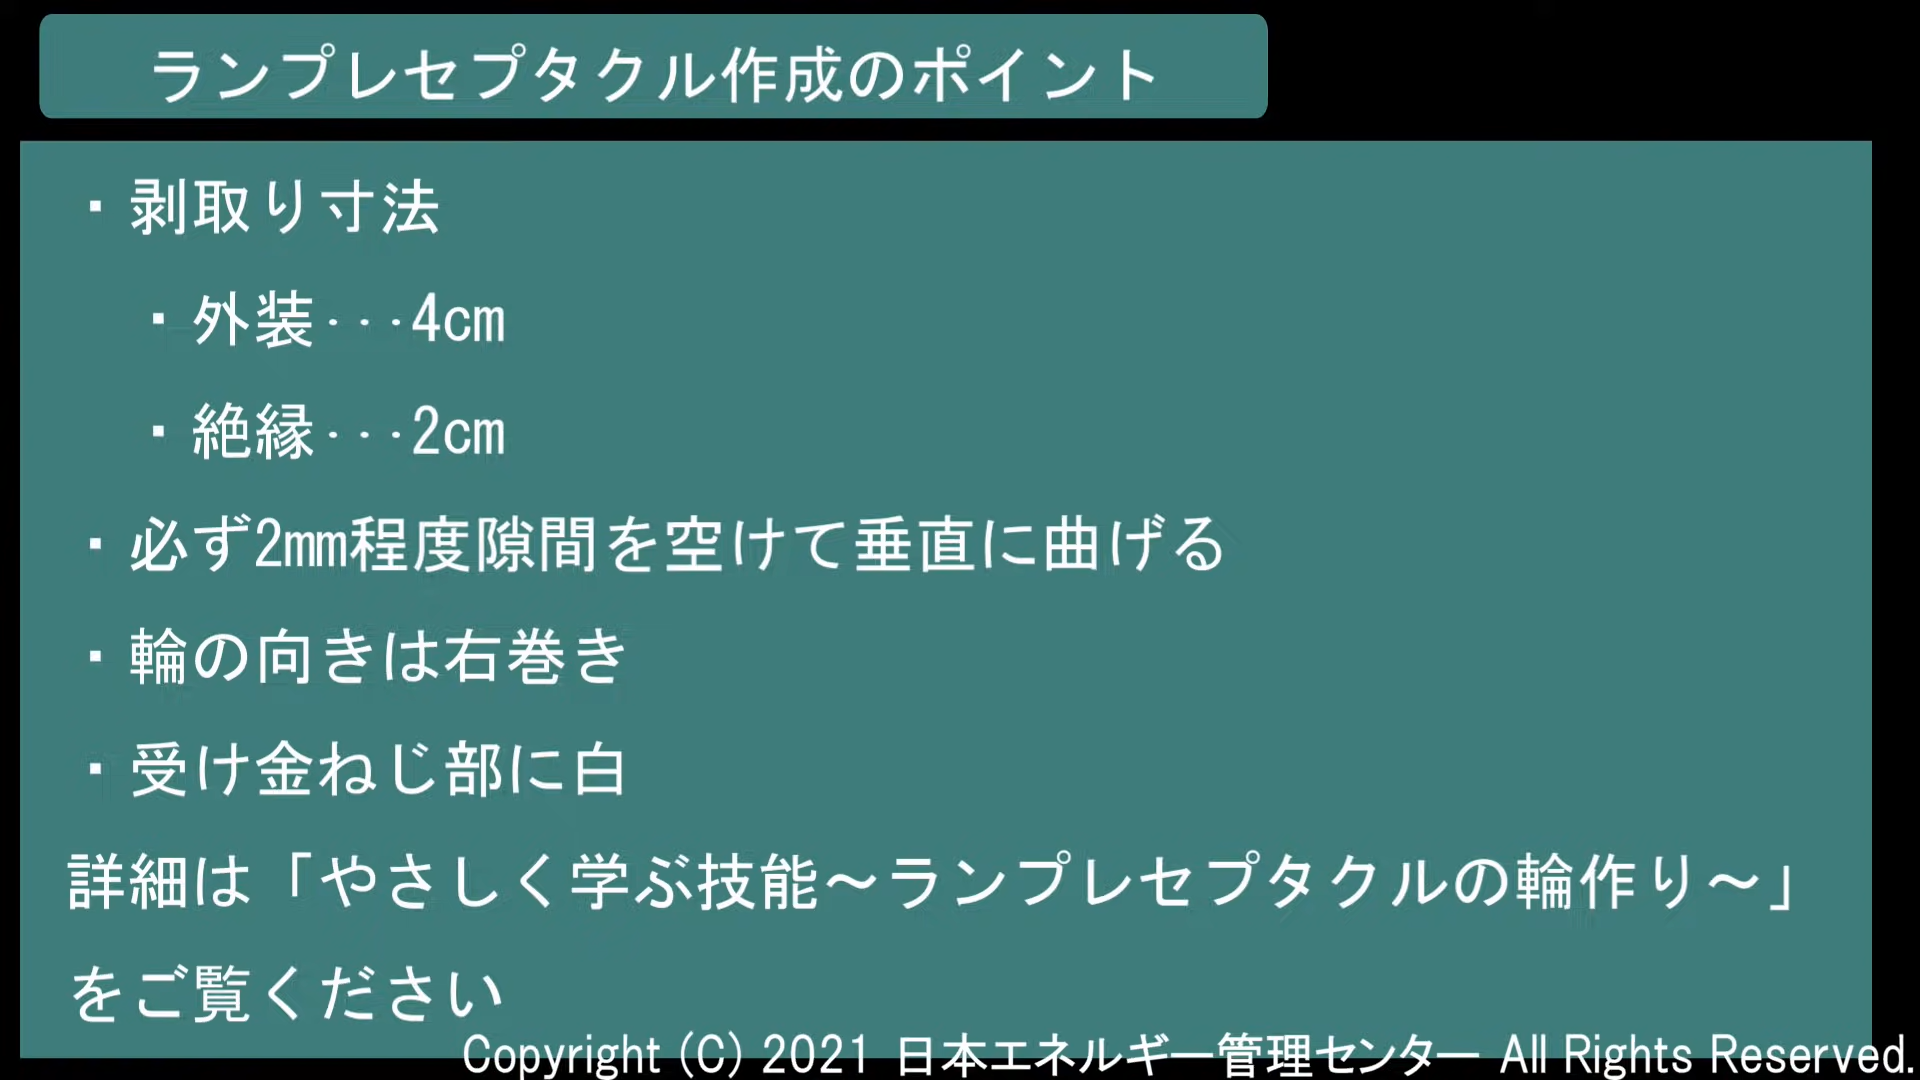 ランプレセプタクル作成のポイント
・剥取り寸法
・外装･･･4cm
・絶縁･･･2cm
・必ず2mm程度隙間を空けて垂直に曲げる
・輪の向きは右巻き
・受け金ねじ部に白
詳細は「やさしく学ぶ技能～ランプレセプタクルの輪作り～」
をご覧ください
Copyright (C) 2021 日本エネルギー管理センター All Rights Reserved.